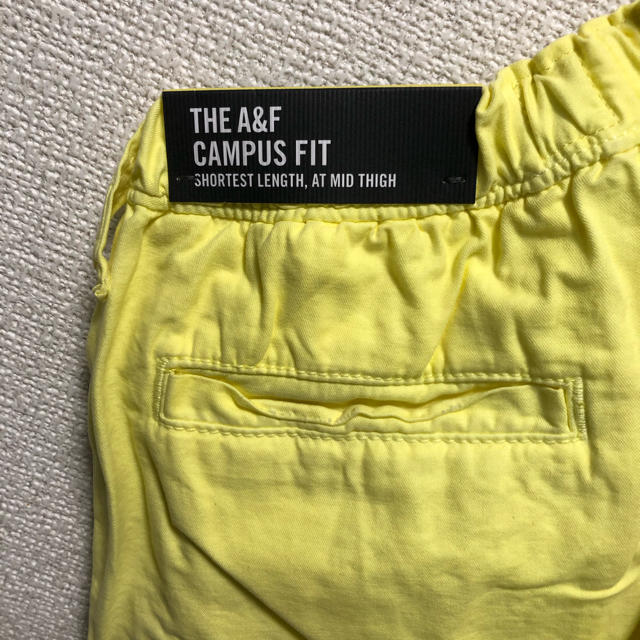 THE A&F
CAMPUS FIT
SHORTEST LENGTH, AT MID THIGH